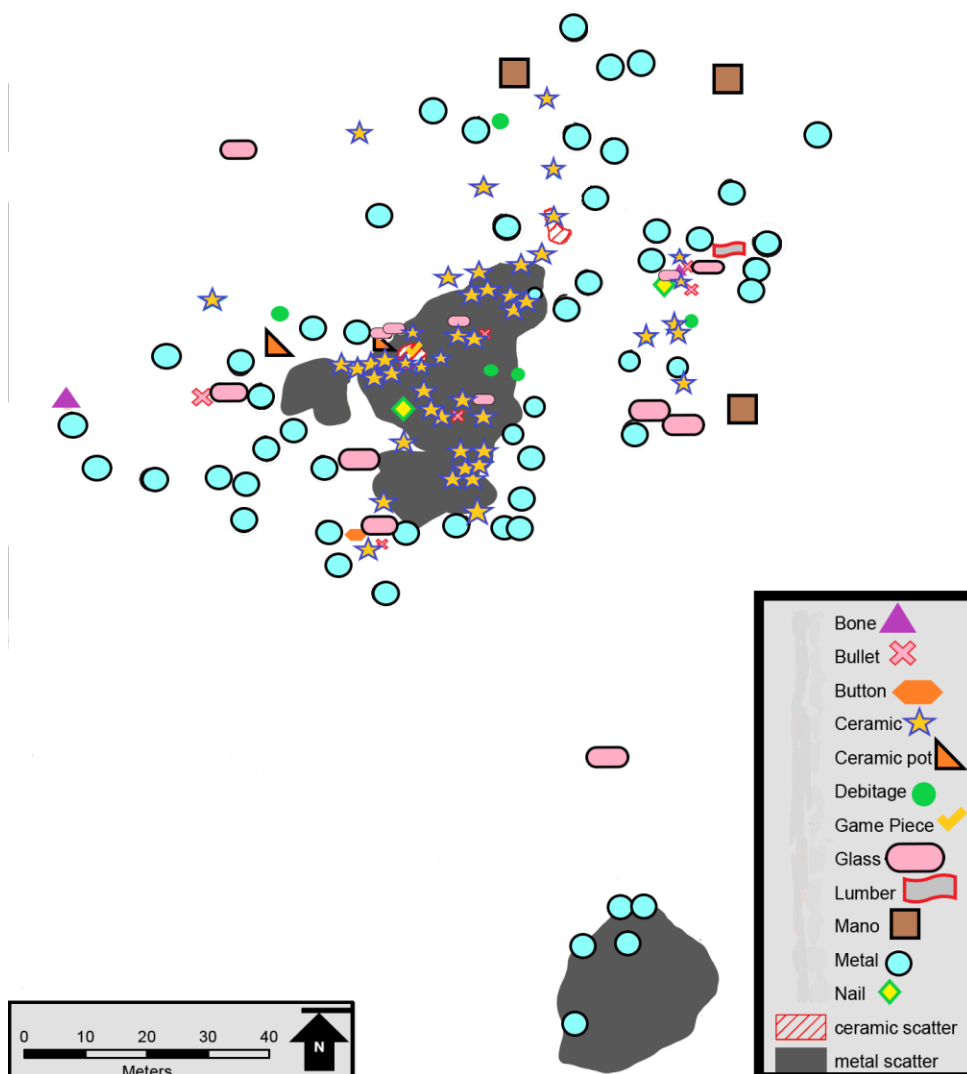 Bone
Bullet
Button
Ceramic
Ceramic pot
Debitage
Game Piece
Glass
Lumber
Mano
Metal
Nail
ceramic scatter
metal scatter
0 10 20 30 40
N
Meters